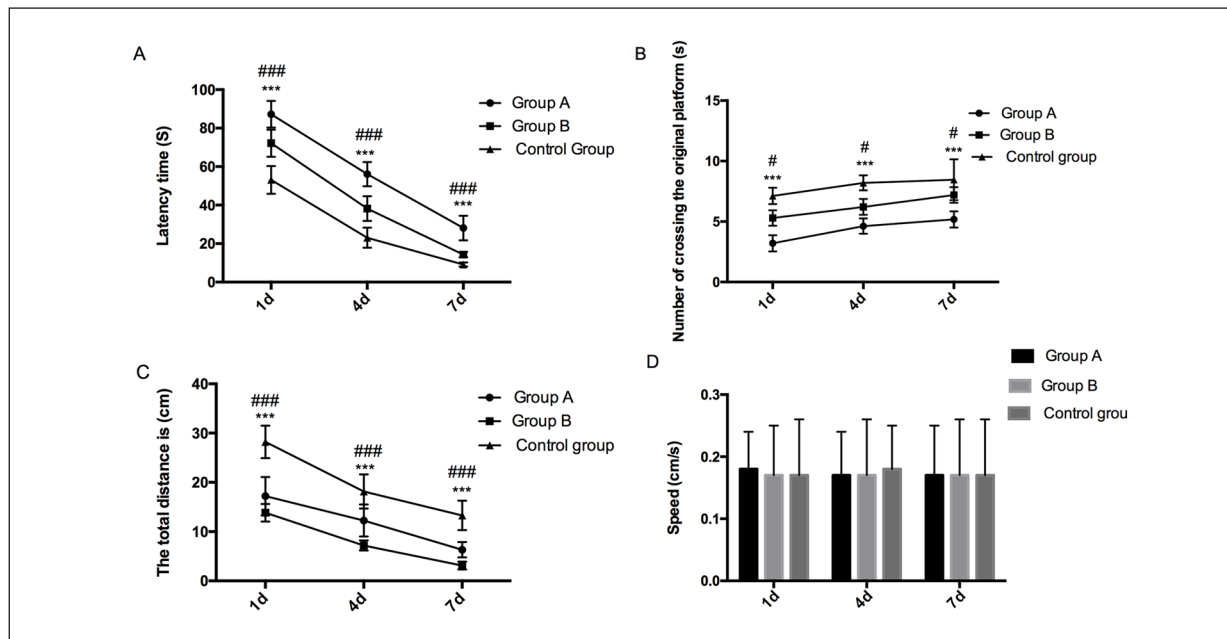 A
###
***
###
***
###
***
Group A
Group B
Control Group
Latency time (S)
100
80
60
40
20
0
1d
4d
7d
B
#
***
#
***
#
***
Group A
Group B
Control group
Number of crossing the original platform (s)
15
10
5
0
1d
4d
7d
C
###
***
###
***
###
***
Group A
Group B
Control group
The total distance is (cm)
40
30
20
10
0
1d
4d
7d
D
Group A
Group B
Control grou
Speed (cm/s)
0.3
0.2
0.1
0.0
1d
4d
7d